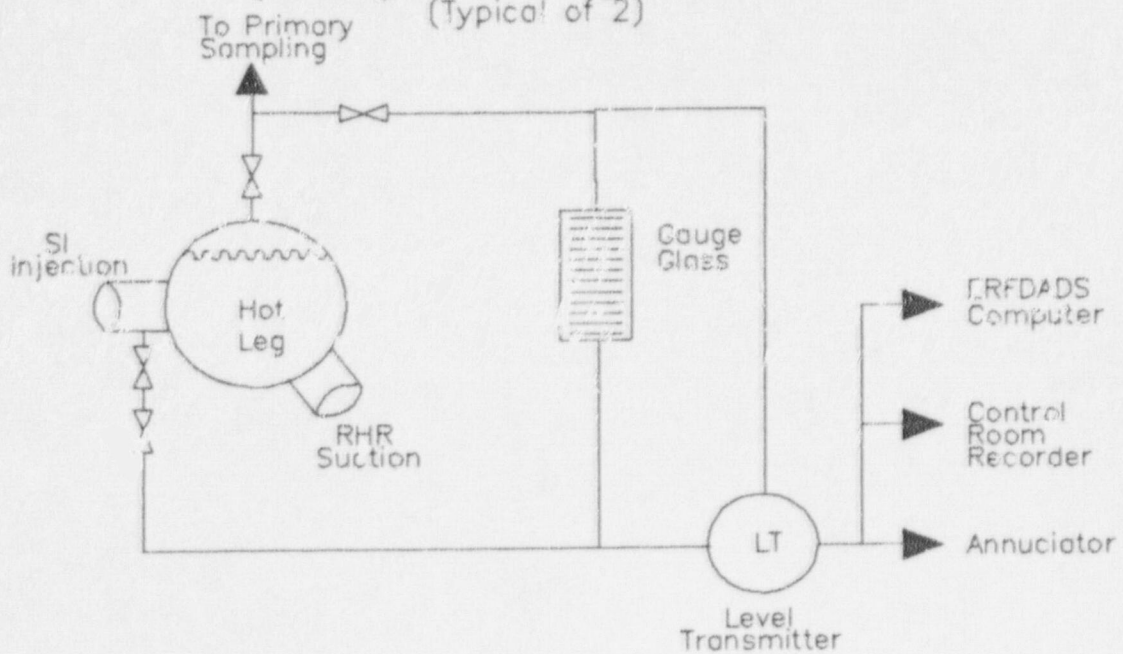 (Typical of 2)
To Primary
Sampling
SI
injection
Hot
Leg
RHR
Suction
Gauge
Glass
ERFDADS
Computer
Control
Room
Recorder
Annuciator
LT
Level
Transmitter